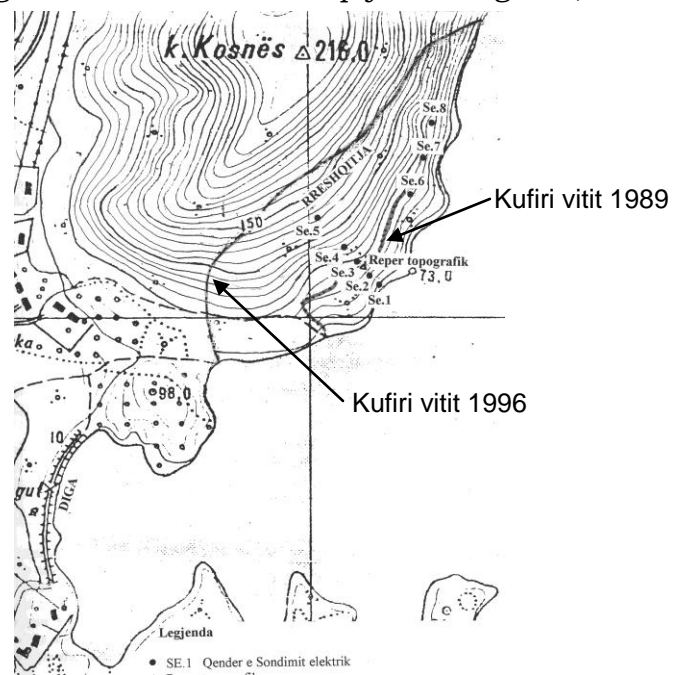 k. Kosnës 216,0
Se.8
Se.7
Se.6
RRESHQITJA
Kufiri vitit 1989
150
Se.5
Se.4
Reper topografik
Se.3
73,0
Se.2
Se.1
ka
Kufiri vitit 1996
98,0
10
gut
DIGA
Legjenda
SE.1 Qender e Sondimit elektrik